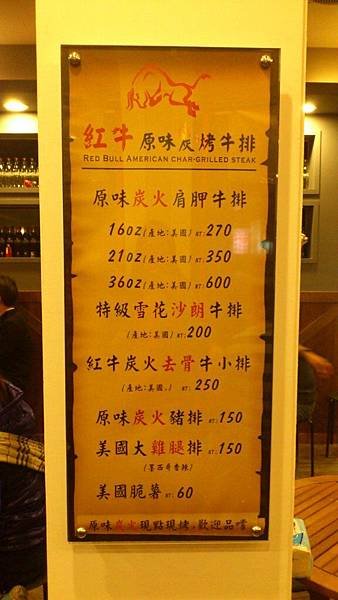 紅牛 原味炭烤牛排
RED BULL AMERICAN CHAR-GRILLED STEAK
原味炭火肩胛牛排
16oz(產地:美國) NT:270
21oz(產地:美國) NT:350
36oz(產地:美國) NT:600
特級雪花沙朗牛排
(產地:美國) NT:200
紅牛炭火去骨牛小排
(產地:美國.) NT: 250
原味炭火豬排 NT:150
美國大雞腿排 NT:150
(墨西哥香辣)
美國脆薯 NT:60
原味炭火現點現烤,歡迎品嚐